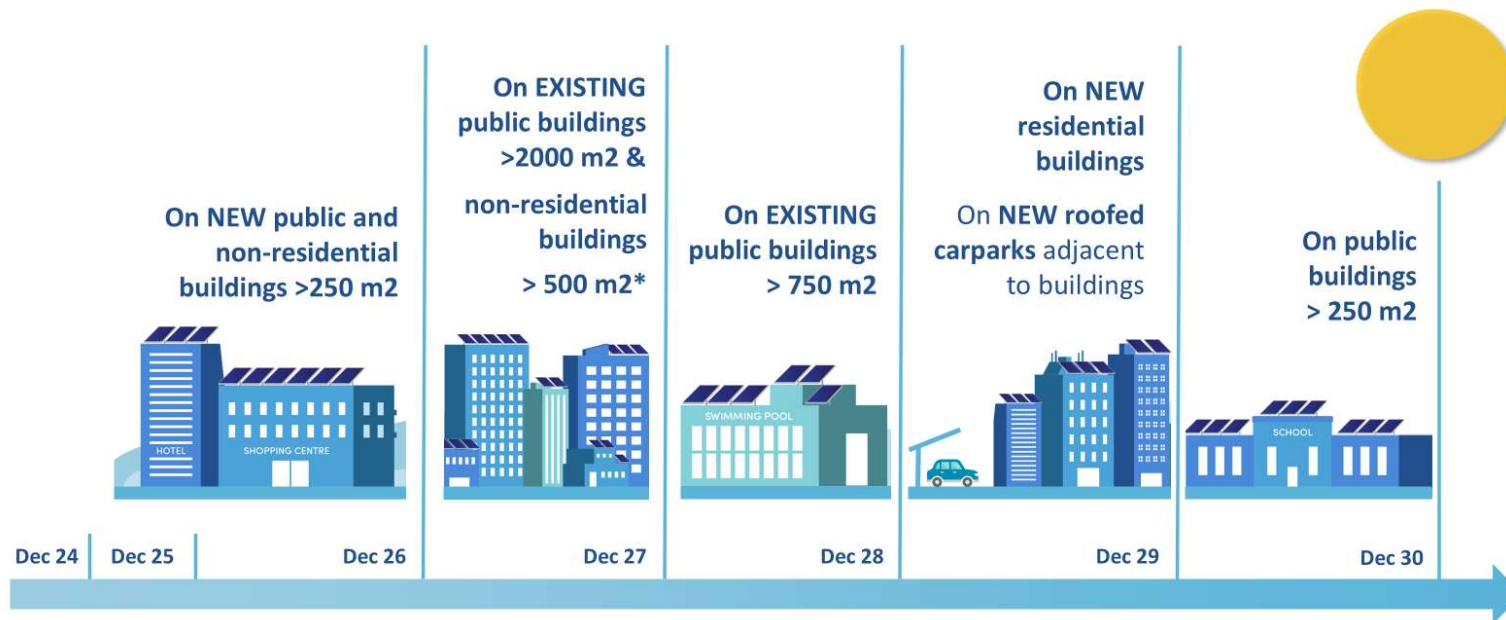 On NEW public and
non-residential
buildings >250 m2
On EXISTING
public buildings
>2000 m2 &
non-residential
buildings
> 500 m2*
On EXISTING
public buildings
> 750 m2
On NEW
residential
buildings
On NEW roofed
carparks adjacent
to buildings
On public
buildings
> 250 m2
HOTEL
SHOPPING CENTRE
SWIMMING POOL
SCHOOL
Dec 24
Dec 25
Dec 26
Dec 27
Dec 28
Dec 29
Dec 30